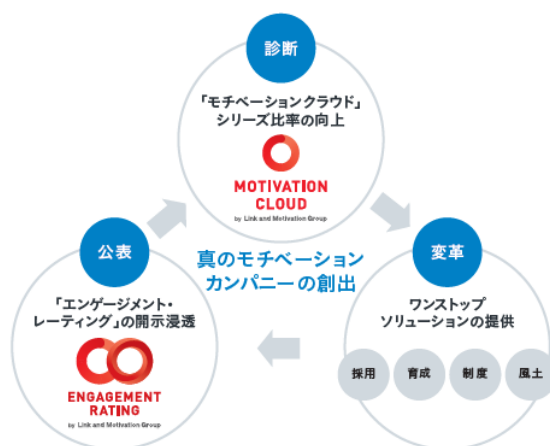 診断
「モチベーションクラウド」
シリーズ比率の向上
MOTIVATION
CLOUD
by Link and Motivation Group
公表
「エンゲージメント・
レーティング」の開示浸透
ENGAGEMENT
RATING
by Link and Motivation Group
真のモチベーション
カンパニーの創出
変革
ワンストップ
ソリューションの提供
採用
育成
制度
風土